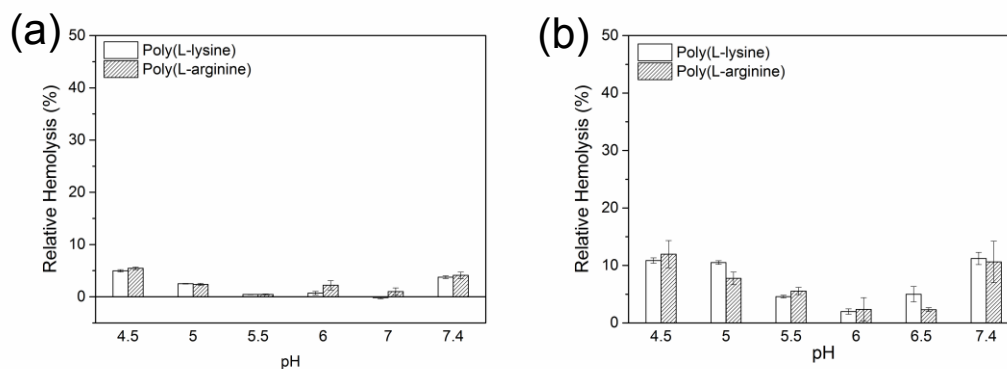 (a)
50
40
30
20
10
0
Relative Hemolysis (%)
Poly(L-lysine)
Poly(L-arginine)
4.5 5 5.5 6 7 7.4
pH
(b)
50
40
30
20
10
0
Relative Hemolysis (%)
Poly(L-lysine)
Poly(L-arginine)
4.5 5 5.5 6 6.5 7.4
pH